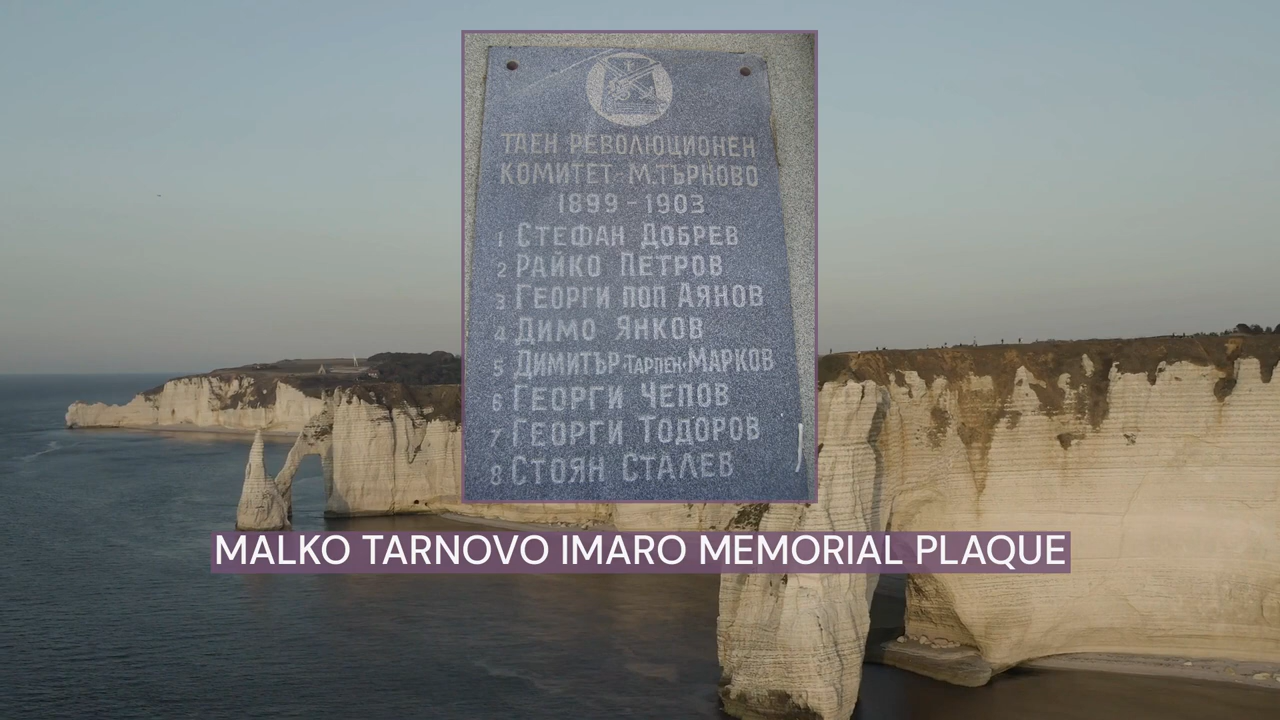 ТАЕН РЕВОЛЮЦИОНЕН
КОМИТЕТ-М.ТЪРНОВО
1899-1903
1 СТЕФАН ДОБРЕВ
2 РАЙКО ПЕТРОВ
3 ГЕОРГИ ПОП АЯНОВ
4 ДИМО ЯНКОВ
5 ДИМИТЪР-ТАРПЕН-МАРКОВ
6 ГЕОРГИ ЧЕПОВ
7 ГЕОРГИ ТОДОРОВ
8 СТОЯН СТАЛЕВ
MALKO TARNOVO IMARO MEMORIAL PLAQUE